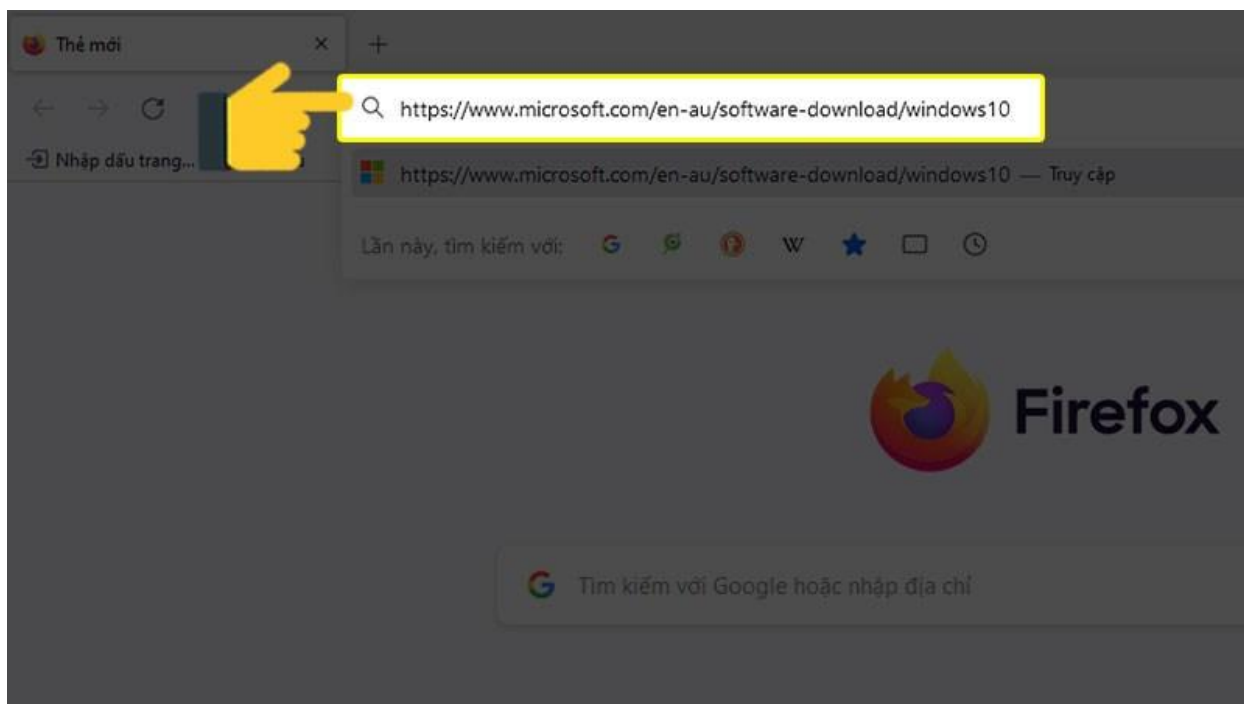 Thẻ mới
https://www.microsoft.com/en-au/software-download/windows10
Nhập dấu trang...
https://www.microsoft.com/en-au/software-download/windows10 — Truy cập
Lần này, tìm kiếm với:
Firefox
Tìm kiếm với Google hoặc nhập địa chỉ